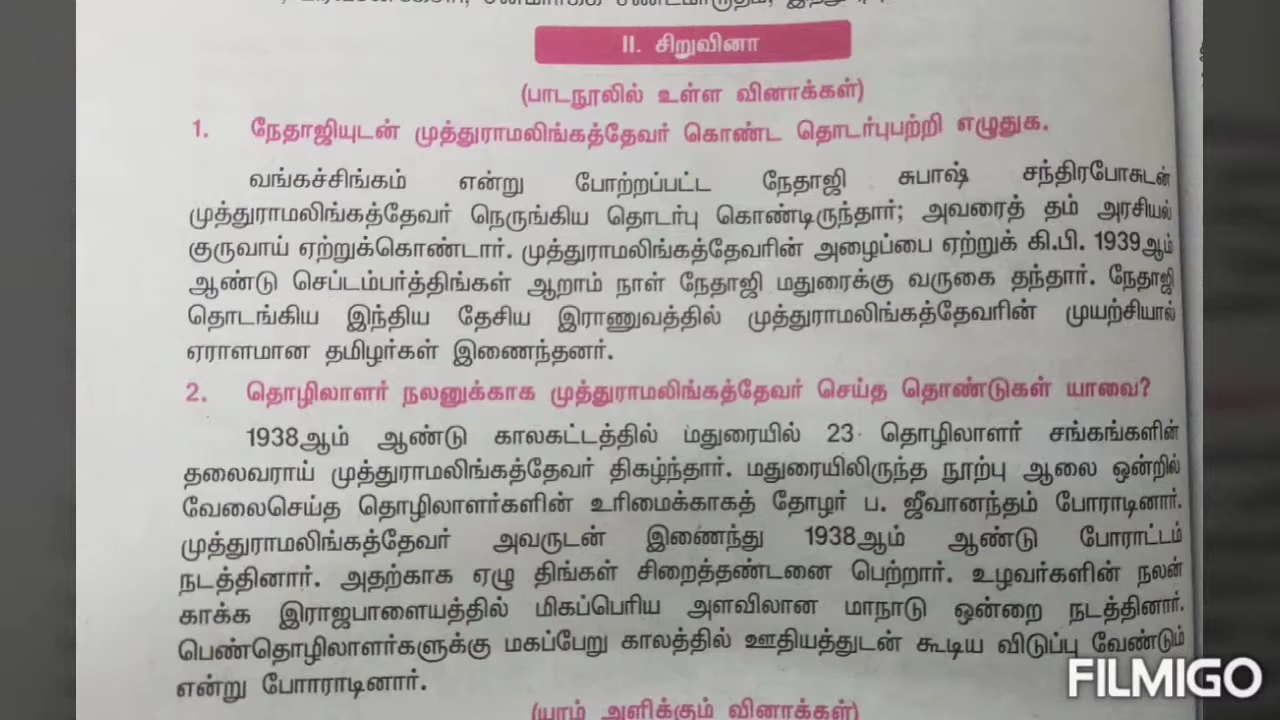 II. சிறுவினா
(பாடநூலில் உள்ள வினாக்கள்)
1. நேதாஜியுடன் முத்துராமலிங்கத்தேவர் கொண்ட தொடர்புபற்றி எழுதுக.
வங்கச்சிங்கம் என்று போற்றப்பட்ட நேதாஜி சுபாஷ் சந்திரபோசுடன்
முத்துராமலிங்கத்தேவர் நெருங்கிய தொடர்பு கொண்டிருந்தார்; அவரைத் தம் அரசியல்
குருவாய் ஏற்றுக்கொண்டார். முத்துராமலிங்கத்தேவரின் அழைப்பை ஏற்றுக் கி.பி. 1939ஆம்
ஆண்டு செப்டம்பர்த்திங்கள் ஆறாம் நாள் நேதாஜி மதுரைக்கு வருகை தந்தார். நேதாஜி
தொடங்கிய இந்திய தேசிய இராணுவத்தில் முத்துராமலிங்கத்தேவரின் முயற்சியால்
ஏராளமான தமிழர்கள் இணைந்தனர்.
2. தொழிலாளர் நலனுக்காக முத்துராமலிங்கத்தேவர் செய்த தொண்டுகள் யாவை?
1938ஆம் ஆண்டு காலகட்டத்தில் மதுரையில் 23 தொழிலாளர் சங்கங்களின்
தலைவராய் முத்துராமலிங்கத்தேவர் திகழ்ந்தார். மதுரையிலிருந்த நூற்பு ஆலை ஒன்றில்
வேலைசெய்த தொழிலாளர்களின் உரிமைக்காகத் தோழர் ப. ஜீவானந்தம் போராடினார்.
முத்துராமலிங்கத்தேவர் அவருடன் இணைந்து 1938ஆம் ஆண்டு போராட்டம்
நடத்தினார். அதற்காக ஏழு திங்கள் சிறைத்தண்டனை பெற்றார். உழவர்களின் நலன்
காக்க இராஜபாளையத்தில் மிகப்பெரிய அளவிலான மாநாடு ஒன்றை நடத்தினார்.
பெண்தொழிலாளர்களுக்கு மகப்பேறு காலத்தில் ஊதியத்துடன் கூடிய விடுப்பு வேண்டும்
என்று போராராடினார்.
(யாம் அளிக்கும் வினாக்கள்)
FILMIGO